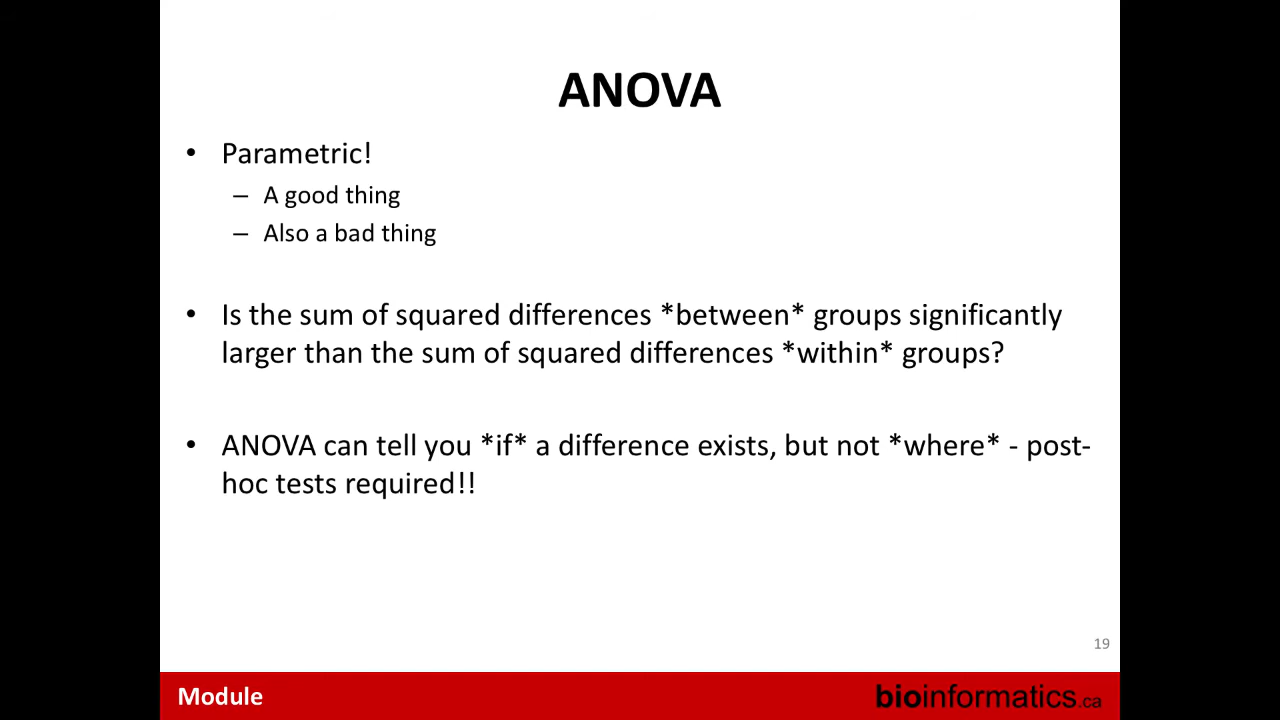 ANOVA
• Parametric!
– A good thing
– Also a bad thing
• Is the sum of squared differences *between* groups significantly
larger than the sum of squared differences *within* groups?
• ANOVA can tell you *if* a difference exists, but not *where* - post-
hoc tests required!!
19
Module
bioinformatics.ca